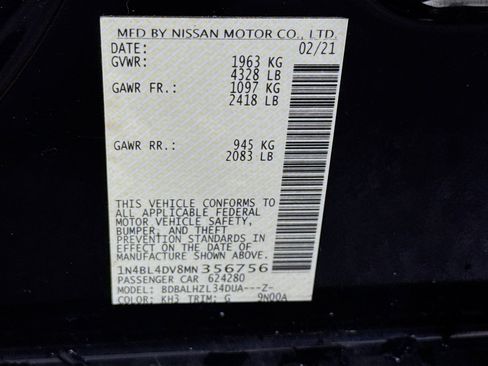 MFD BY NISSAN MOTOR CO., LTD.
DATE: 02/21
GVWR: 1963 KG
4328 LB
GAWR FR.: 1097 KG
2418 LB
GAWR RR.: 945 KG
2083 LB
THIS VEHICLE CONFORMS TO
ALL APPLICABLE FEDERAL
MOTOR VEHICLE SAFETY,
BUMPER, AND THEFT
PREVENTION STANDARDS IN
EFFECT ON THE DATE OF
MANUFACTURE SHOWN ABOVE.
1N4BL4DV8MN356756
PASSENGER CAR 624280
MODEL: BDBALHZL34DUA---Z-
COLOR: KH3 TRIM: G 9N00A